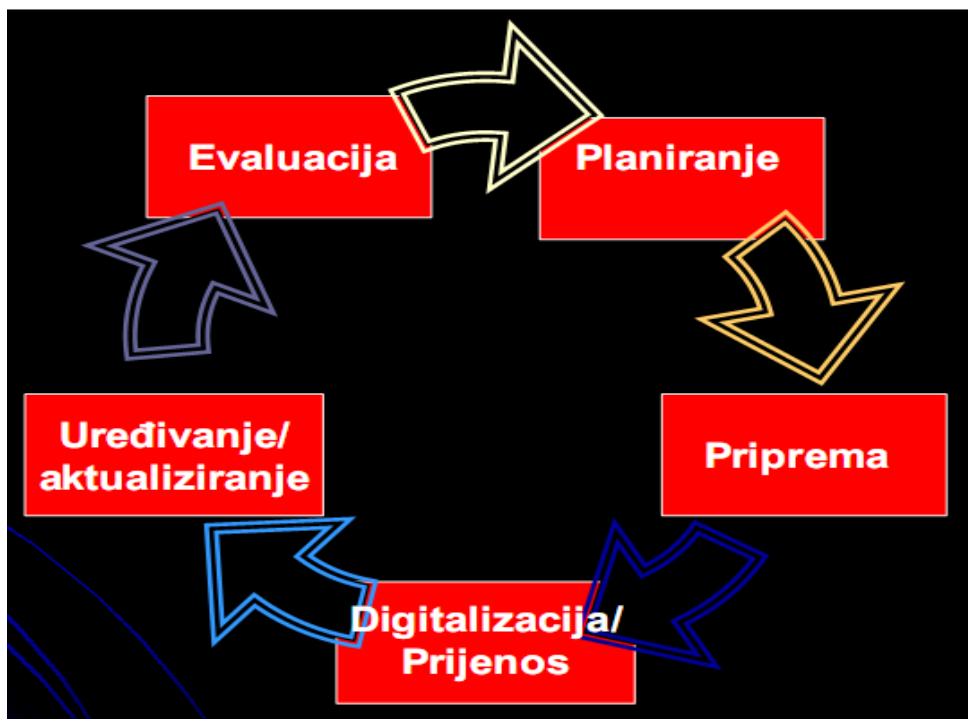 Evaluacija
Planiranje
Uređivanje/
aktualiziranje
Priprema
Digitalizacija/
Prijenos